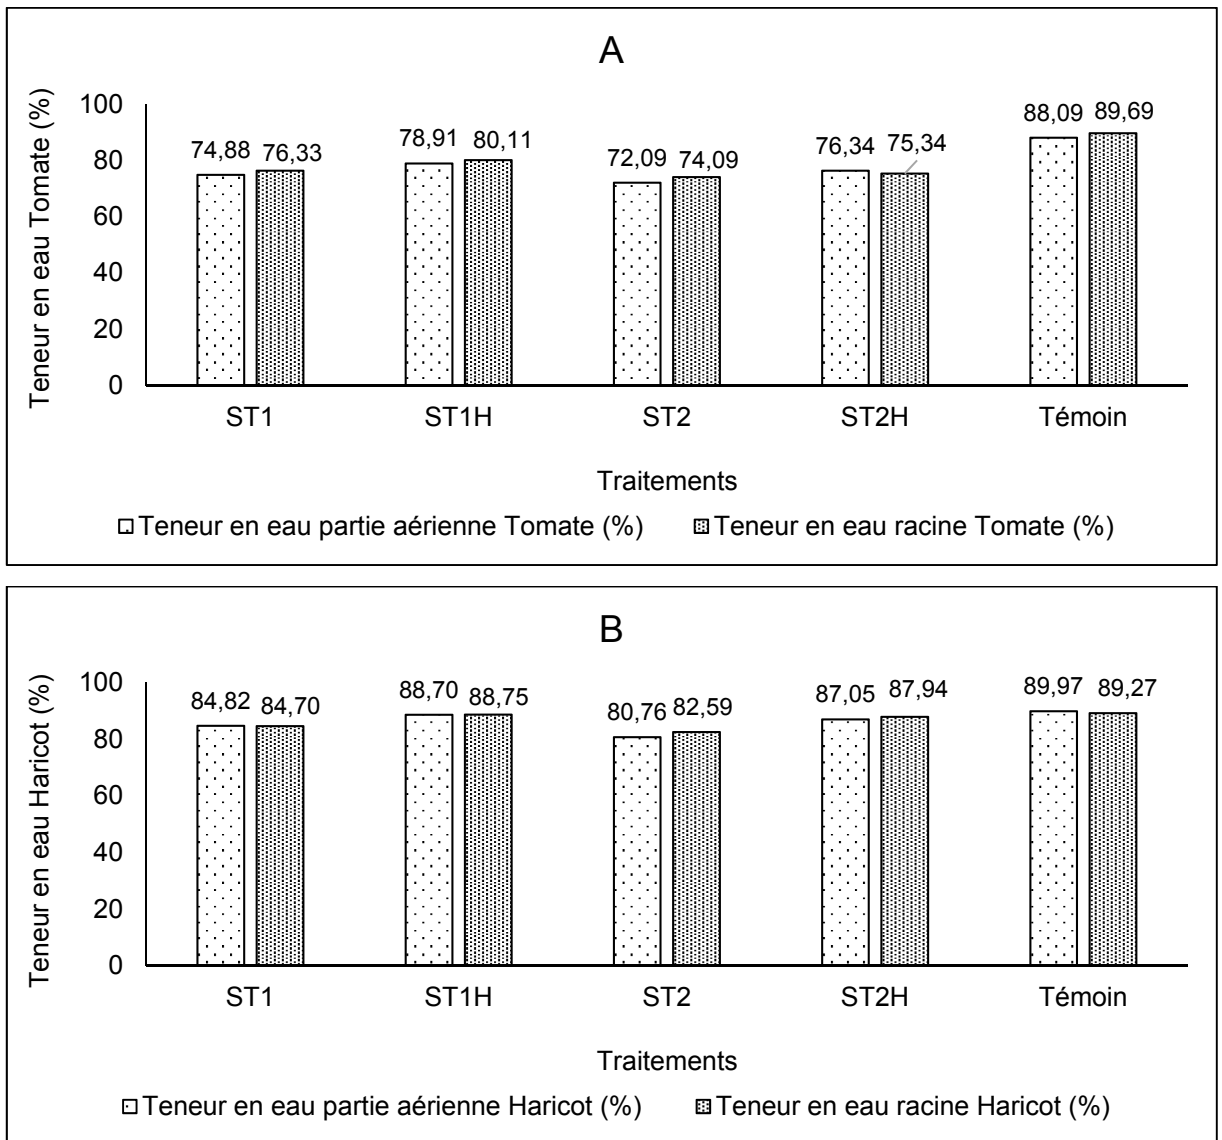 A
Teneur en eau Tomate (%)
100
80
60
40
20
0
74,88 76,33
78,91 80,11
72,09 74,09
76,34 75,34
88,09 89,69
ST1 ST1H ST2 ST2H Témoin
Traitements
Teneur en eau partie aérienne Tomate (%) Teneur en eau racine Tomate (%)
B
Teneur en eau Haricot (%)
100
80
60
40
20
0
84,82 84,70
88,70 88,75
80,76 82,59
87,05 87,94
89,97 89,27
ST1 ST1H ST2 ST2H Témoin
Traitements
Teneur en eau partie aérienne Haricot (%) Teneur en eau racine Haricot (%)